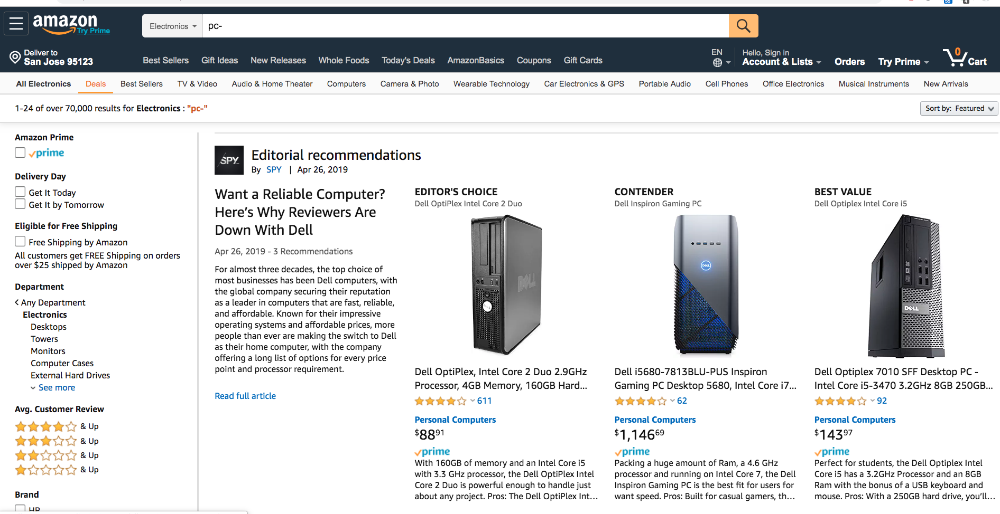 amazon
Try Prime
Electronics
pc-
Deliver to
San Jose 95123
Best Sellers Gift Ideas New Releases Whole Foods Today's Deals AmazonBasics Coupons Gift Cards
EN
Hello, Sign in
Account & Lists
Orders
Try Prime
0
Cart
All Electronics Deals Best Sellers TV & Video Audio & Home Theater Computers Camera & Photo Wearable Technology Car Electronics & GPS Portable Audio Cell Phones Office Electronics Musical Instruments New Arrivals
1-24 of over 70,000 results for Electronics : "pc-"
Sort by: Featured
Amazon Prime
prime
Delivery Day
Get It Today
Get It by Tomorrow
Eligible for Free Shipping
Free Shipping by Amazon
All customers get FREE Shipping on orders
over $25 shipped by Amazon
Department
Any Department
Electronics
Desktops
Towers
Monitors
Computer Cases
External Hard Drives
See more
Avg. Customer Review
& Up
& Up
& Up
& Up
Brand
HP
SPY
Editorial recommendations
By SPY | Apr 26, 2019
Want a Reliable Computer?
Here's Why Reviewers Are
Down With Dell
Apr 26, 2019 - 3 Recommendations
For almost three decades, the top choice of
most businesses has been Dell computers, with
the global company securing their reputation
as a leader in computers that are fast, reliable,
and affordable. Known for their impressive
operating systems and affordable prices, more
people than ever are making the switch to Dell
as their home computer, with the company
offering a long list of options for every price
point and processor requirement.
Read full article
EDITOR'S CHOICE
Dell OptiPlex Intel Core 2 Duo
DELL
Dell OptiPlex, Intel Core 2 Duo 2.9GHz
Processor, 4GB Memory, 160GB Hard...
611
Personal Computers
$8891
prime
With 160GB of memory and an Intel Core i5
with 3.3 GHz processor, the Dell OptiPlex Intel
Core 2 Duo is powerful enough to handle just
about any project. Pros: The Dell OptiPlex Int...
CONTENDER
Dell Inspiron Gaming PC
DELL
Dell i5680-7813BLU-PUS Inspiron
Gaming PC Desktop 5680, Intel Core i7...
62
Personal Computers
$1,14669
prime
Packing a huge amount of Ram, a 4.6 GHz
processor and running on Intel Core 7, the Dell
Inspiron Gaming PC is the best fit for users for
want speed. Pros: Built for casual gamers, th...
BEST VALUE
Dell Optiplex Intel Core i5
DELL
Dell Optiplex 7010 SFF Desktop PC -
Intel Core i5-3470 3.2GHz 8GB 250GB...
92
Personal Computers
$14397
prime
Perfect for students, the Dell Optiplex Intel
Core i5 has a 3.2GHz Processor and an 8GB
Ram with the bonus of a USB keyboard and
mouse. Pros: With a 250GB hard drive, you'll...